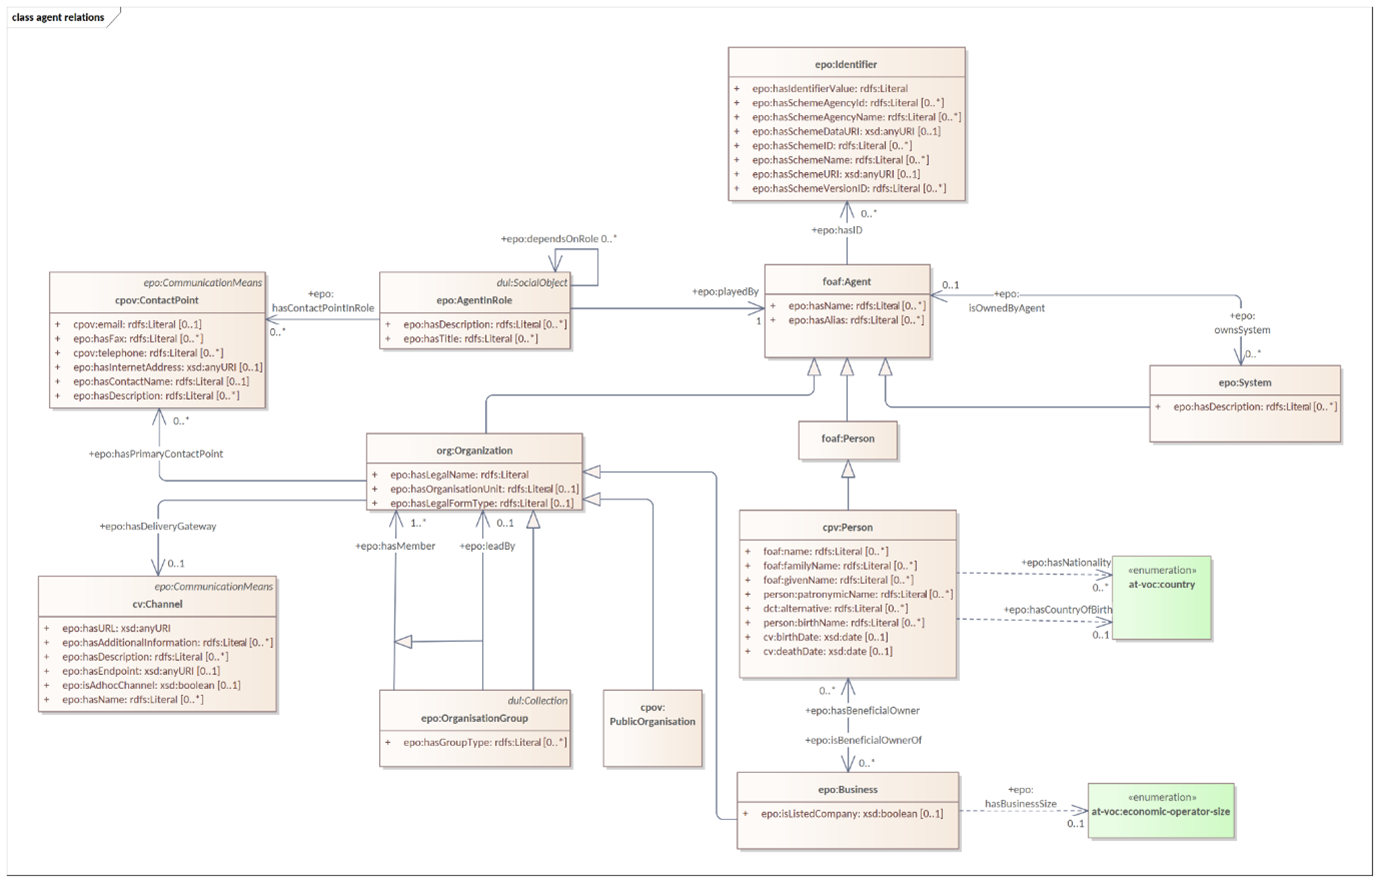 class agent relations
epo:Identifier
+ epo:hasIdentifierValue: rdfs:Literal
+ epo:hasSchemeAgencyId: rdfs:Literal [0..*]
+ epo:hasSchemeAgencyName: rdfs:Literal [0..*]
+ epo:hasSchemeDataURI: xsd:anyURI [0..1]
+ epo:hasSchemeID: rdfs:Literal [0..*]
+ epo:hasSchemeName: rdfs:Literal [0..*]
+ epo:hasSchemeURI: xsd:anyURI [0..1]
+ epo:hasSchemeVersionID: rdfs:Literal [0..*]
0..*
+epo:hasID
+epo:dependsOnRole 0..*
epo:CommunicationMeans
cpov:ContactPoint
+ cpov:email: rdfs:Literal [0..1]
+ epo:hasFax: rdfs:Literal [0..*]
+ cpov:telephone: rdfs:Literal [0..*]
+ epo:hasInternetAddress: xsd:anyURI [0..1]
+ epo:hasContactName: rdfs:Literal [0..1]
+ epo:hasDescription: rdfs:Literal [0..*]
+epo:
hasContactPointInRole
0..*
dul:SocialObject
epo:AgentInRole
+ epo:hasDescription: rdfs:Literal [0..*]
+ epo:hasTitle: rdfs:Literal [0..*]
+epo:playedBy
1
foaf:Agent
+ epo:hasName: rdfs:Literal [0..*]
+ epo:hasAlias: rdfs:Literal [0..*]
0..1
+epo:
isOwnedByAgent
+epo:
ownsSystem
0..*
epo:System
+ epo:hasDescription: rdfs:Literal [0..*]
0..*
+epo:hasPrimaryContactPoint
org:Organization
+ epo:hasLegalName: rdfs:Literal
+ epo:hasOrganisationUnit: rdfs:Literal [0..1]
+ epo:hasLegalFormType: rdfs:Literal [0..1]
foaf:Person
+epo:hasDeliveryGateway
0..1
1..*
+epo:hasMember
0..1
+epo:leadBy
cpv:Person
+ foaf:name: rdfs:Literal [0..*]
+ foaf:familyName: rdfs:Literal [0..*]
+ foaf:givenName: rdfs:Literal [0..*]
+ person:patronymicName: rdfs:Literal [0..*]
+ dct:alternative: rdfs:Literal [0..*]
+ person:birthName: rdfs:Literal [0..*]
+ cv:birthDate: xsd:date [0..1]
+ cv:deathDate: xsd:date [0..1]
+epo:hasNationality
0..*
+epo:hasCountryOfBirth
0..1
«enumeration»
at-voc:country
epo:CommunicationMeans
cv:Channel
+ epo:hasURL: xsd:anyURI
+ epo:hasAdditionalInformation: rdfs:Literal [0..*]
+ epo:hasDescription: rdfs:Literal [0..*]
+ epo:hasEndpoint: xsd:anyURI [0..1]
+ epo:isAdhocChannel: xsd:boolean [0..1]
+ epo:hasName: rdfs:Literal [0..*]
dul:Collection
epo:OrganisationGroup
+ epo:hasGroupType: rdfs:Literal [0..*]
cpov:
PublicOrganisation
0..*
+epo:hasBeneficialOwner
+epo:isBeneficialOwnerOf
0..*
epo:Business
+ epo:isListedCompany: xsd:boolean [0..1]
+epo:
hasBusinessSize
0..1
«enumeration»
at-voc:economic-operator-size